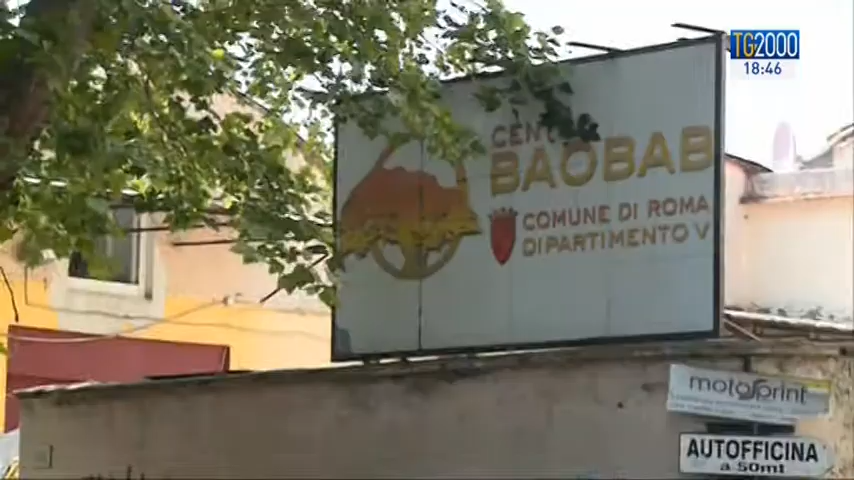 TG2000
18:46
BAOBAB
COMUNE DI ROMA
DIPARTIMENTO V
motosprint
AUTOFFICINA
a 50mt